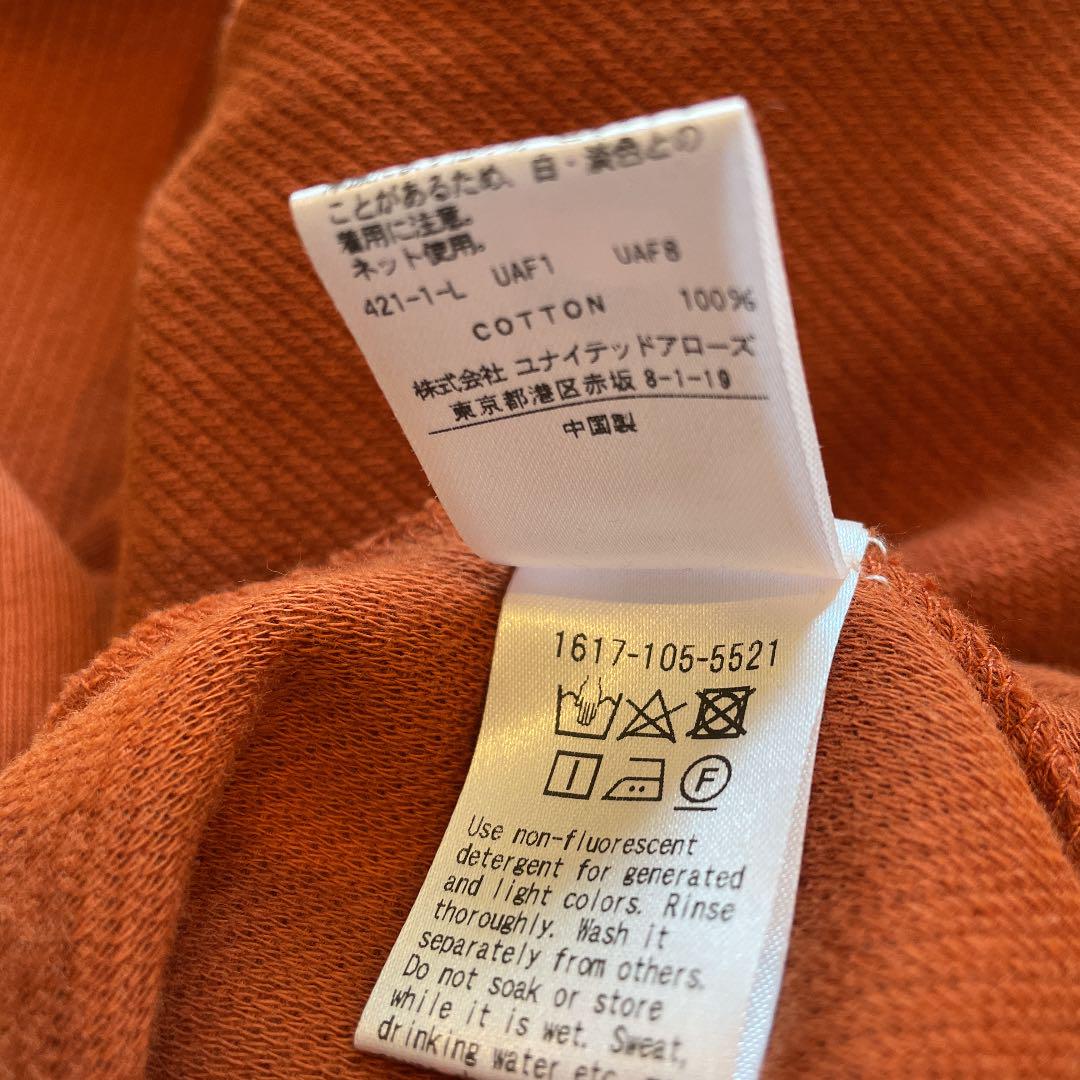 ことがあるため、白・淡色との
着用に注意。
ネット使用。
421-1-L UAF1 UAF8
COTTON 100%
株式会社 ユナイテッドアローズ
東京都港区赤坂 8-1-19
中国製
1617-105-5521
F
Use non-fluorescent
detergent for generated
and light colors. Rinse
thoroughly. Wash it
separately from others.
Do not soak or store
while it is wet. Sweat,
drinking water etc.